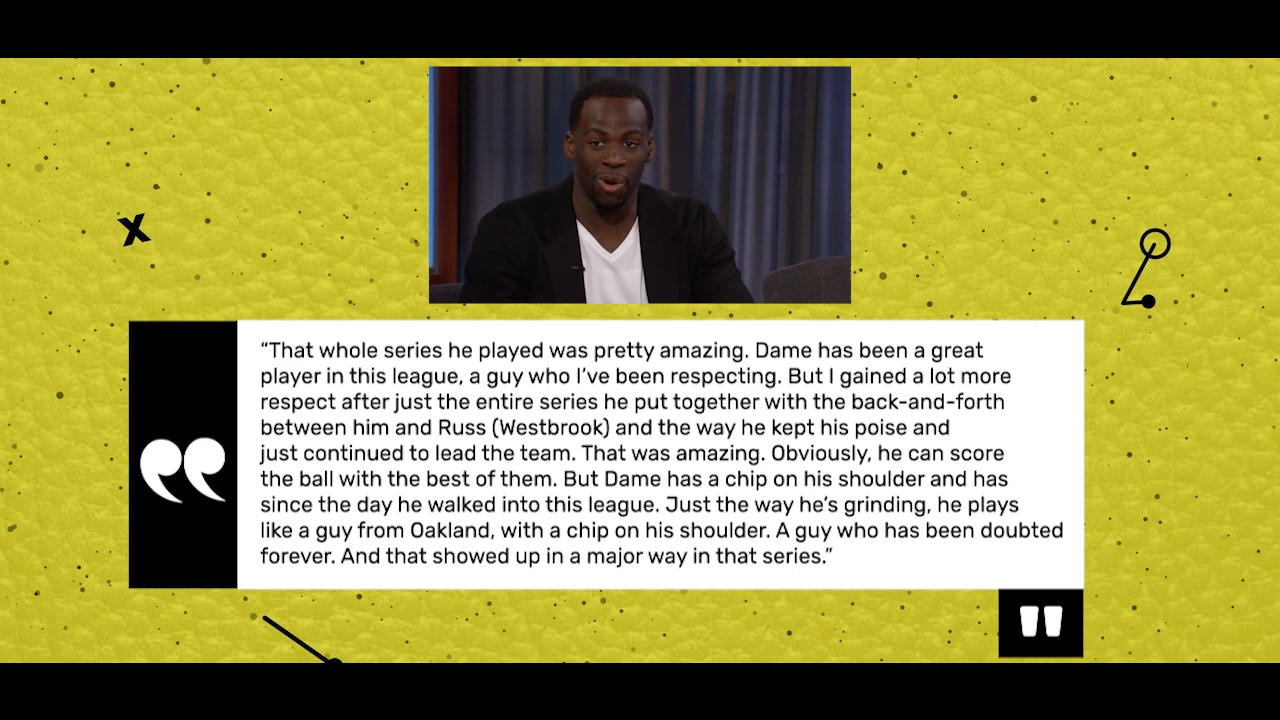 x
“That whole series he played was pretty amazing. Dame has been a great
player in this league, a guy who I’ve been respecting. But I gained a lot more
respect after just the entire series he put together with the back-and-forth
between him and Russ (Westbrook) and the way he kept his poise and
just continued to lead the team. That was amazing. Obviously, he can score
the ball with the best of them. But Dame has a chip on his shoulder and has
since the day he walked into this league. Just the way he’s grinding, he plays
like a guy from Oakland, with a chip on his shoulder. A guy who has been doubted
forever. And that showed up in a major way in that series.”